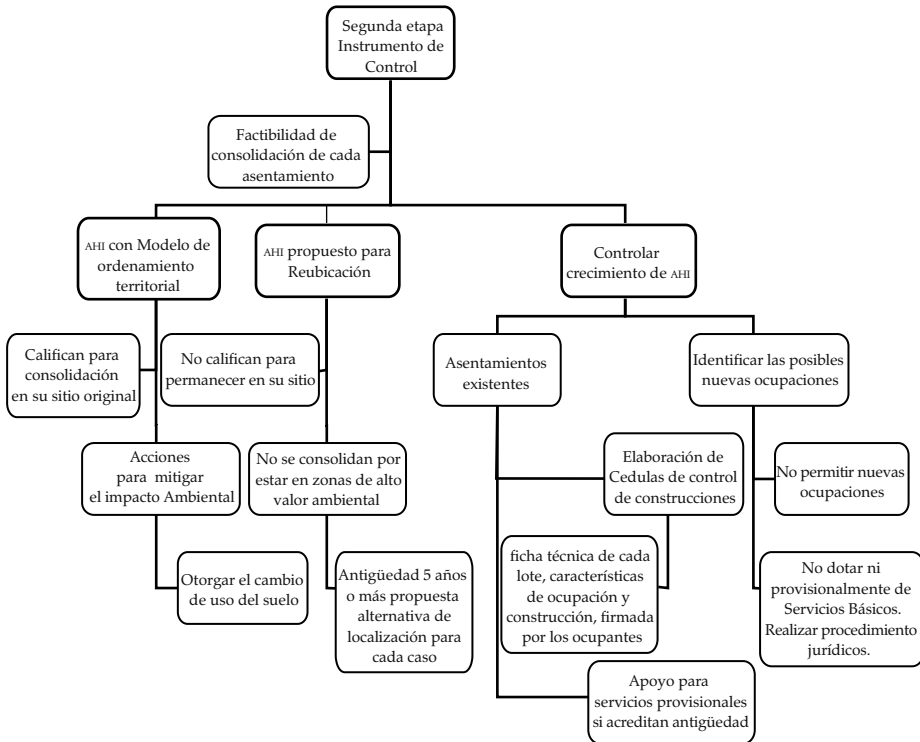 Segunda etapa
Instrumento de
Control
Factibilidad de
consolidación de cada
asentamiento
AHI con Modelo de
ordenamiento
territorial
AHI propuesto para
Reubicación
Controlar
crecimiento de AHI
Califican para
consolidación
en su sitio original
No califican para
permanecer en su sitio
Asentamientos
existentes
Identificar las posibles
nuevas ocupaciones
Acciones
para mitigar
el impacto Ambiental
No se consolidan por
estar en zonas de alto
valor ambiental
Elaboración de
Cedulas de control
de construcciones
No permitir nuevas
ocupaciones
Otorgar el cambio
de uso del suelo
Antigüedad 5 años
o más propuesta
alternativa de
localización para
cada caso
ficha técnica de cada
lote, características
de ocupación y
construcción, firmada
por los ocupantes
No dotar ni
provisionalmente de
Servicios Básicos.
Realizar procedimiento
jurídicos.
Apoyo para
servicios provisionales
si acreditan antigüedad